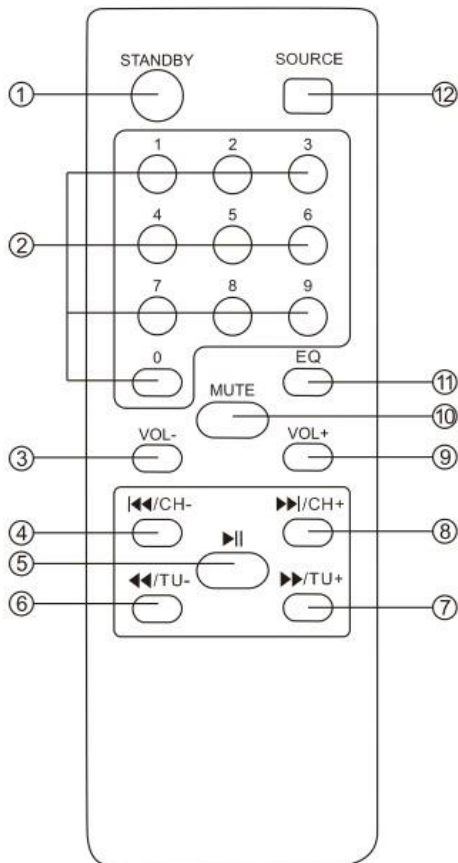 STANDBY SOURCE
① ⑫
1 2 3
② 4 5 6
7 8 9
0 EQ
⑪
MUTE
⑩
VOL- VOL+
③ ⑨
|◀◀/CH- ▶▶|/CH+
④ ⑧
▶||
⑤
◀◀/TU- ▶▶/TU+
⑥ ⑦